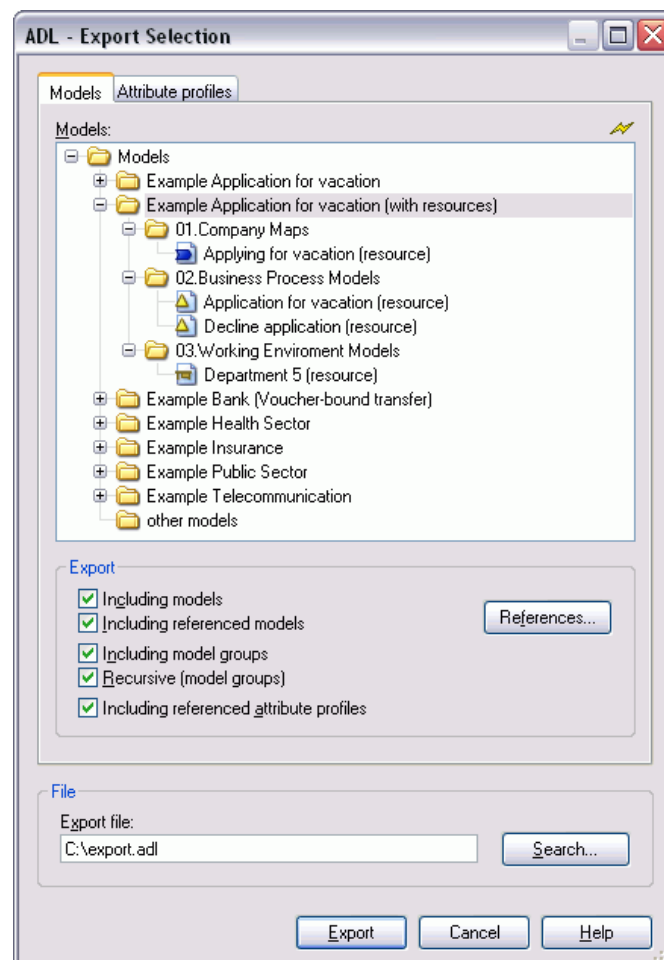 ADL - Export Selection
Models
Attribute profiles
Models:
Models
Example Application for vacation
Example Application for vacation (with resources)
01.Company Maps
Applying for vacation (resource)
02.Business Process Models
Application for vacation (resource)
Decline application (resource)
03.Working Enviroment Models
Department 5 (resource)
Example Bank (Voucher-bound transfer)
Example Health Sector
Example Insurance
Example Public Sector
Example Telecommunication
other models
Export
Including models
Including referenced models
References...
Including model groups
Recursive (model groups)
Including referenced attribute profiles
File
Export file:
C:\export.adl
Search...
Export
Cancel
Help